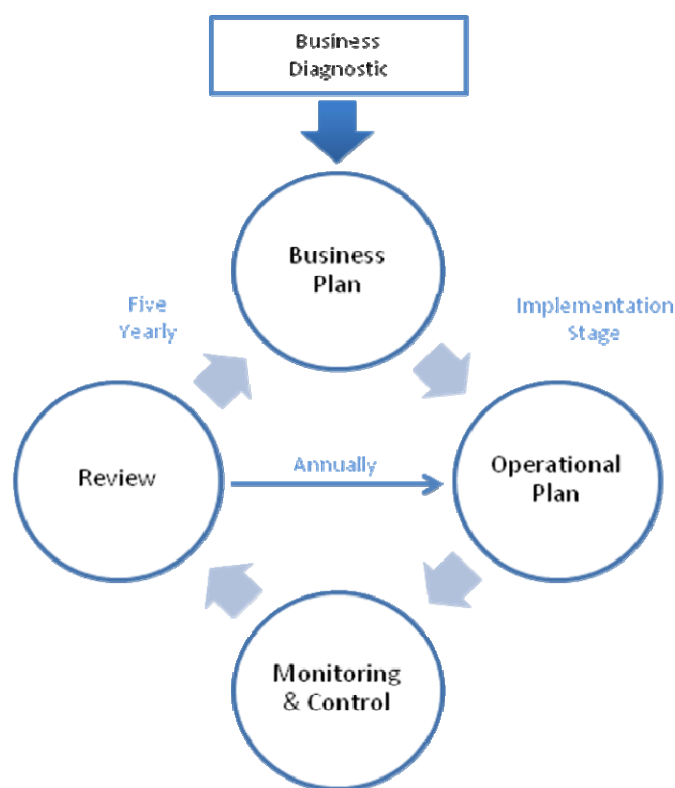 Business
Diagnostic
Business
Plan
Five
Yearly
Implementation
Stage
Review
Annually
Operational
Plan
Monitoring
& Control